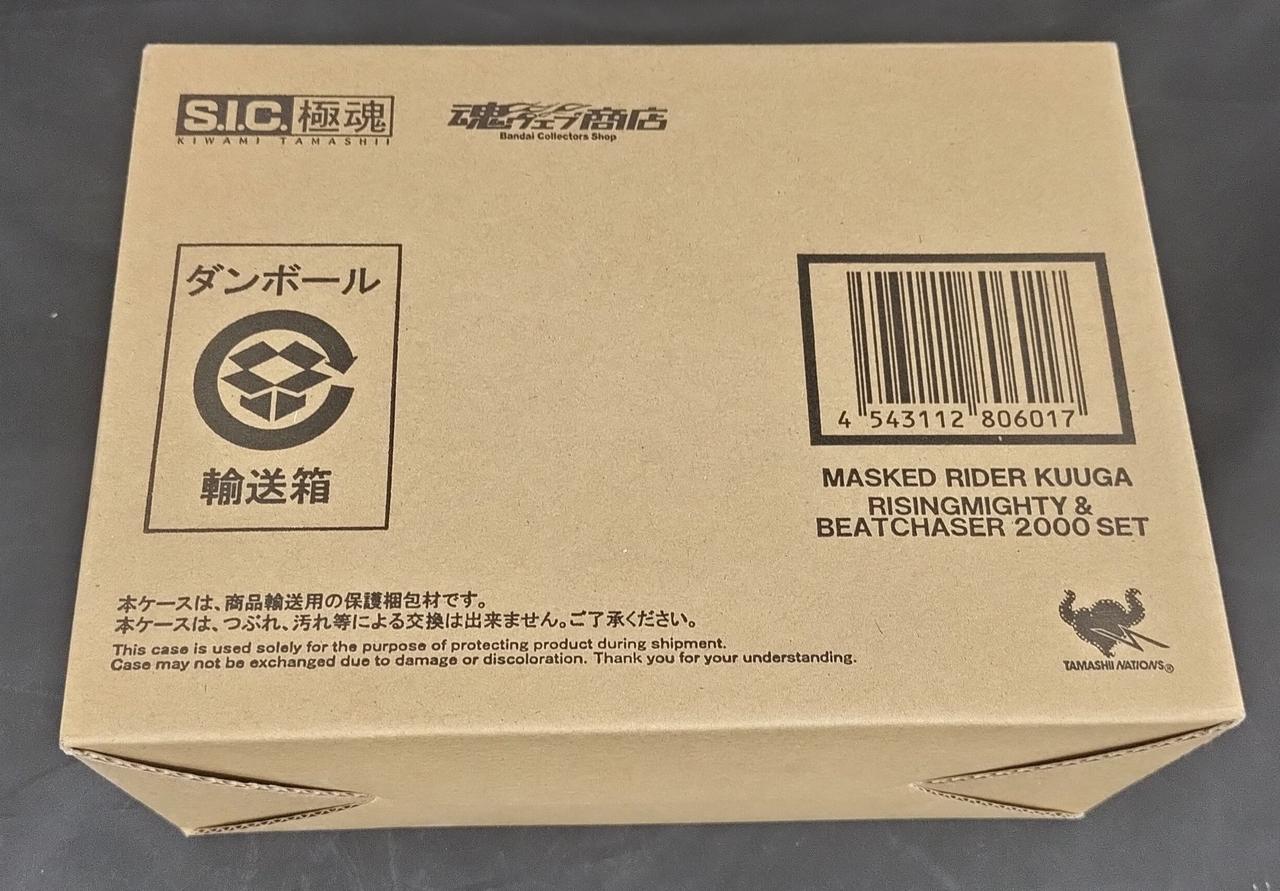 S.I.C. 極魂
KIWAMI TAMASHII
魂ウェブ商店
Bandai Collectors Shop
ダンボール
輸送箱
4 543112 806017
MASKED RIDER KUUGA
RISINGMIGHTY &
BEATCHASER 2000 SET
本ケースは、商品輸送用の保護梱包材です。
本ケースは、つぶれ、汚れ等による交換は出来ません。ご了承ください。
This case is used solely for the purpose of protecting product during shipment.
Case may not be exchanged due to damage or discoloration. Thank you for your understanding.
TAMASHII NATIONS®